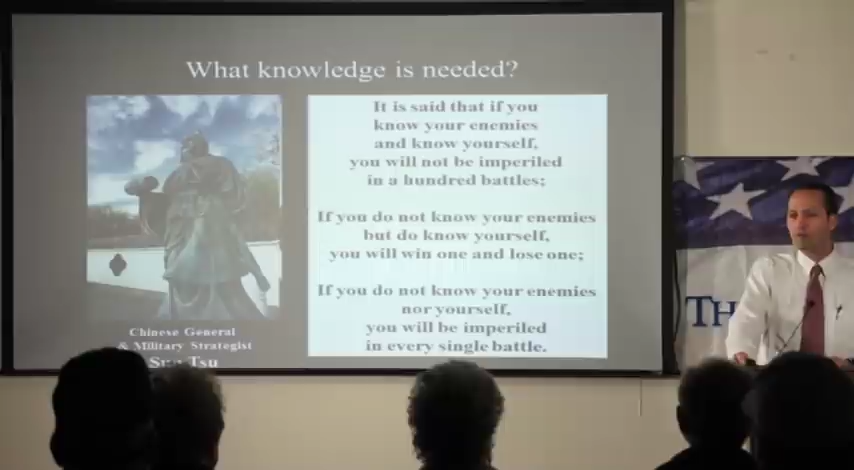 What knowledge is needed?
It is said that if you
know your enemies
and know yourself,
you will not be imperiled
in a hundred battles;
If you do not know your enemies
but do know yourself,
you will win one and lose one;
If you do not know your enemies
nor yourself,
you will be imperiled
in every single battle.
Chinese General
& Military Strategist
Sun Tsu
TH